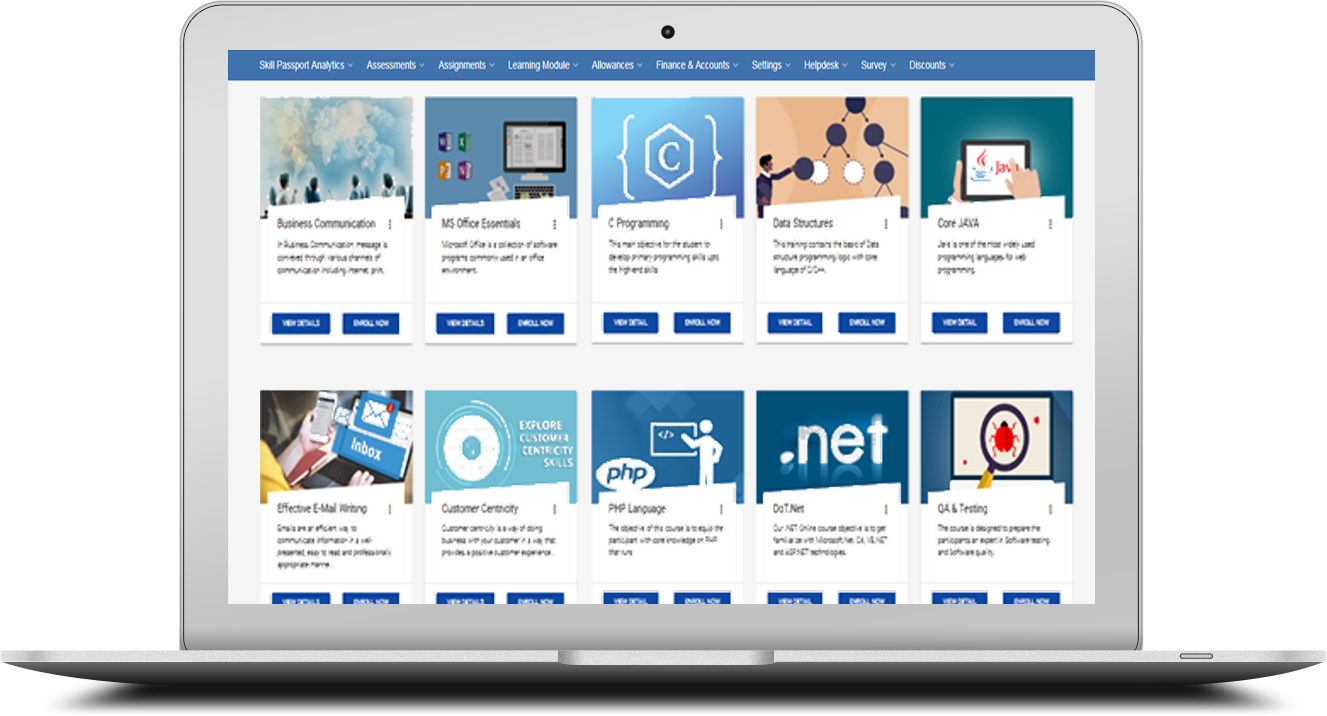 Skill Passport Analytics Assessments Assignments Learning Module Allowances Finance & Accounts Settings Helpdesk Survey Discounts
C
Java
Business Communication
In Business Communication message is
conveyed through various channels of
communication including internet, print,
VIEW DETAILS ENROLL NOW
MS Office Essentials
Microsoft Office is a collection of software
programs commonly used in an office
environment.
VIEW DETAILS ENROLL NOW
C Programming
This main objective for the student to
develop primary programming skills upto
the high-end skills
VIEW DETAIL ENROLL NOW
Data Structures
This training contains the basic of Data
structure programming logic with core
language of C/C++.
VIEW DETAIL ENROLL NOW
Core JAVA
Java is one of the most widely used
programming languages for web
programming.
VIEW DETAIL ENROLL NOW
Inbox
Effective E-Mail Writing
Emails are an efficient way to
communicate information in a well-
presented, easy to read and professionally
appropriate manner.
VIEW DETAILS ENROLL NOW
EXPLORE
CUSTOMER
CENTRICITY
SKILLS
Customer Centricity
Customer centricity is a way of doing
business with your customer in a way that
provides a positive customer experience.
VIEW DETAILS ENROLL NOW
</>
php
PHP Language
The objective of this course is to equip the
participant with core knowledge on PHP
that runs
VIEW DETAIL ENROLL NOW
.net
DoT.Net
Our .NET Online course objective is to get
familiarize with Microsoft.Net, C#, VB.NET
and ASP.NET technologies.
VIEW DETAIL ENROLL NOW
QA & Testing
The course is designed to prepare the
participants an expert in Software testing
and Software quality.
VIEW DETAIL ENROLL NOW